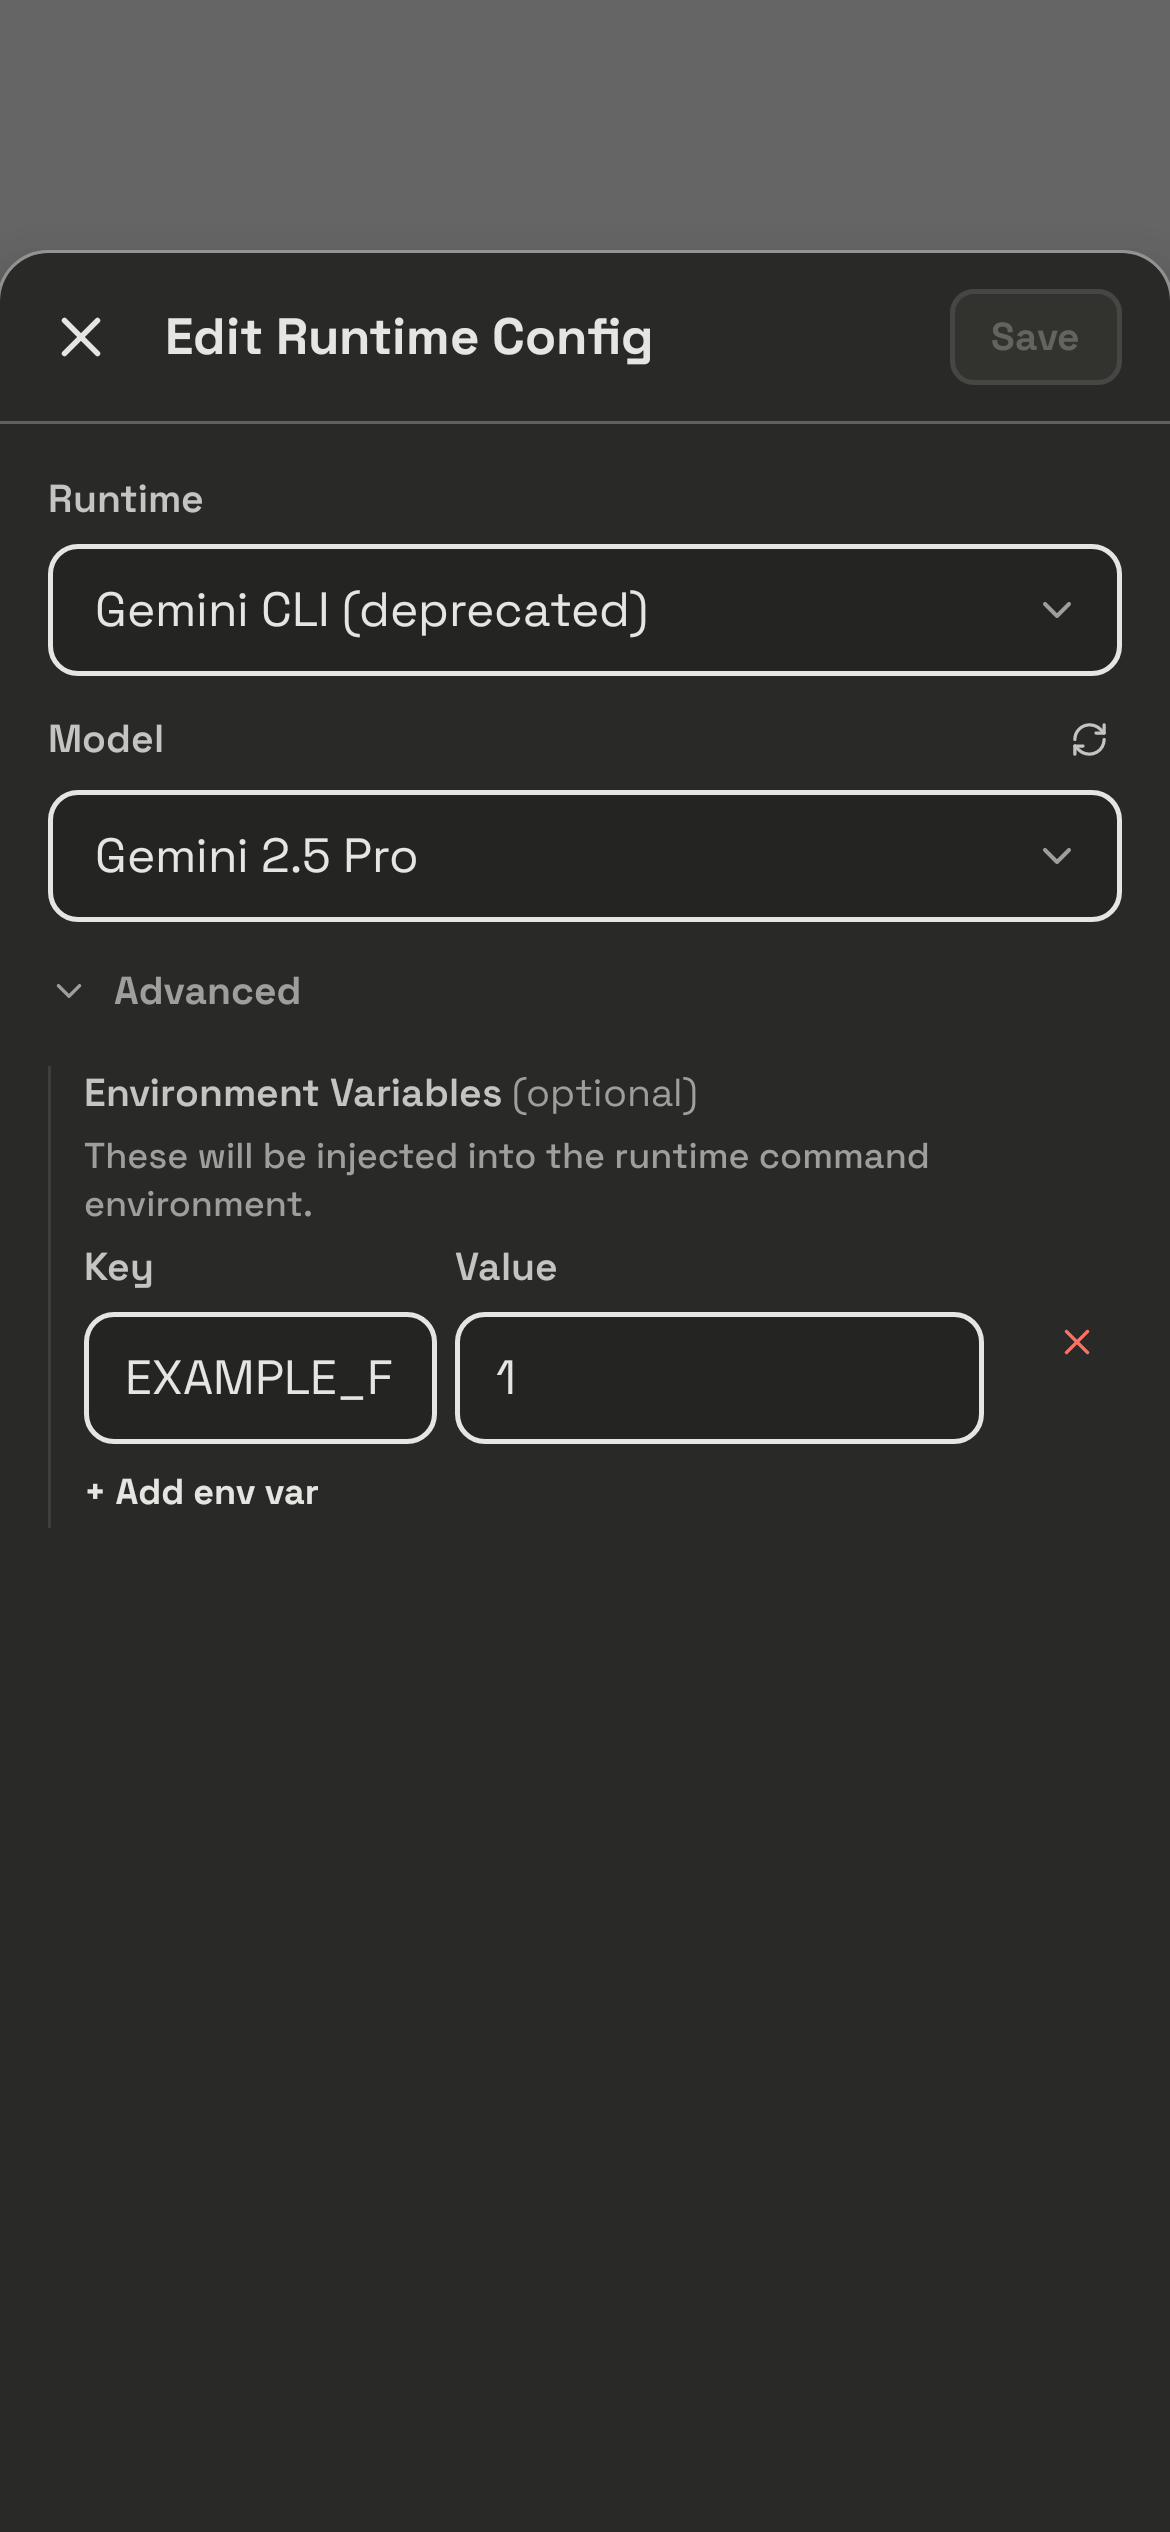 Edit Runtime Config
Save
Runtime
Gemini CLI (deprecated)
Model
Gemini 2.5 Pro
Advanced
Environment Variables (optional)
These will be injected into the runtime command
environment.
Key Value
EXAMPLE_F 1
+ Add env var